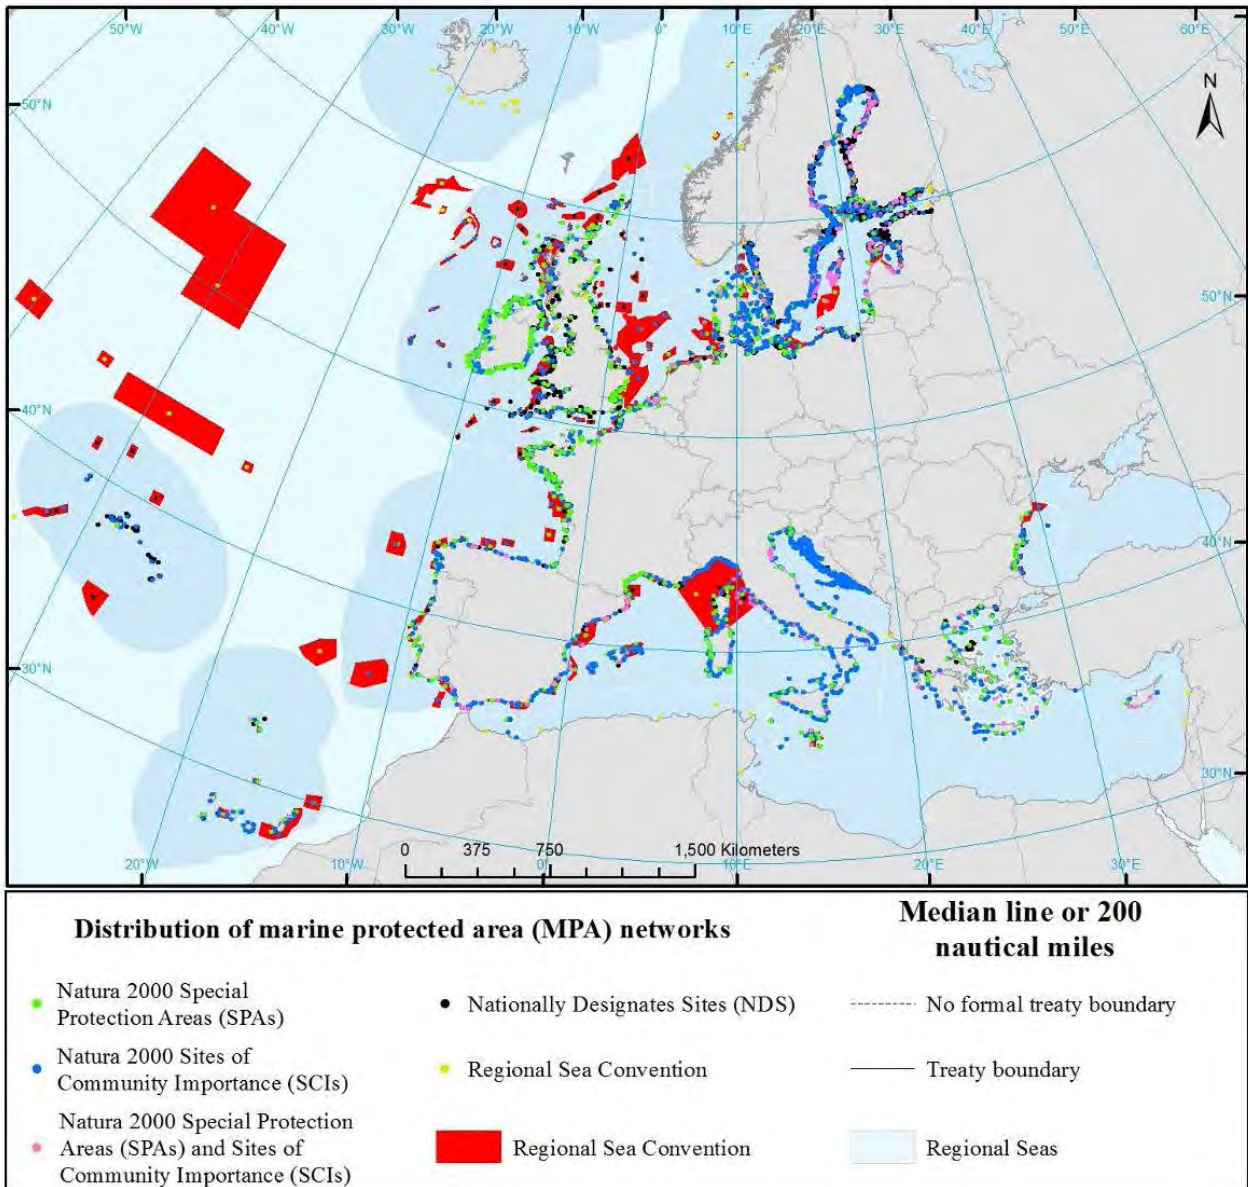 50°W 40°W 30°W 20°W 10°W 0° 10°E 20°E 30°E 40°E 50°E 60°E
N
50°N
50°N
40°N
40°N
30°N
30°N
0 375 750 1,500 Kilometers
20°W 10°W 0° 10°E 20°E 30°E
Distribution of marine protected area (MPA) networks
Natura 2000 Special
Protection Areas (SPAs)
Natura 2000 Sites of
Community Importance (SCIs)
Natura 2000 Special Protection
Areas (SPAs) and Sites of
Community Importance (SCIs)
Nationally Designates Sites (NDS)
Regional Sea Convention
Regional Sea Convention
Median line or 200
nautical miles
No formal treaty boundary
Treaty boundary
Regional Seas